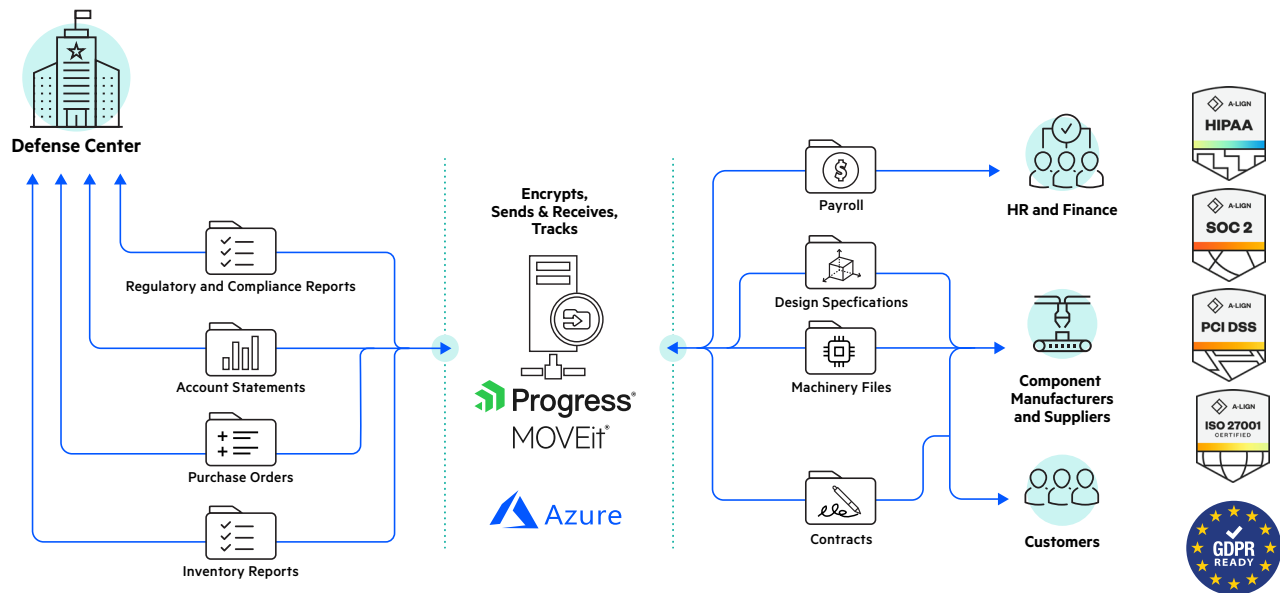 Defense Center
Regulatory and Compliance Reports
Account Statements
Purchase Orders
Inventory Reports
Encrypts,
Sends & Receives,
Tracks
Progress®
MOVEit®
Azure
Payroll
Design Specfications
Machinery Files
Contracts
HR and Finance
Component
Manufacturers
and Suppliers
Customers
A-LIGN
HIPAA
A-LIGN
SOC 2
A-LIGN
PCI DSS
A-LIGN
ISO 27001
CERTIFIED
GDPR
READY